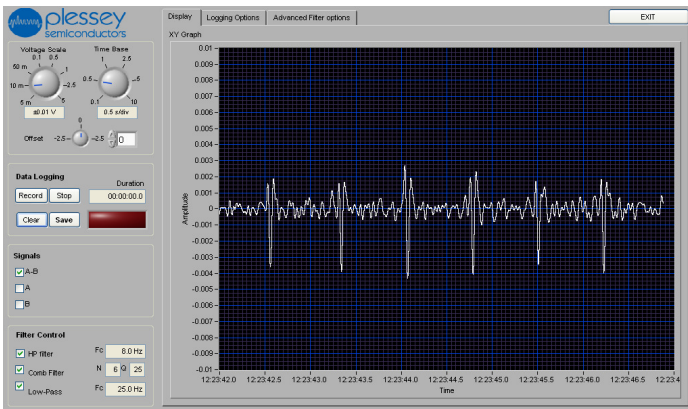 plessey
semiconductors
Display
Logging Options
Advanced Filter options
EXIT
XY Graph
Voltage Scale
0.1 0.5
50 m
1
10 m
2.5
5 m
5
±0.01 V
Time Base
1 2.5
0.5
5
0.1
10
0.5 s/div
Offset
0
-2.5
2.5
0
Data Logging
Duration
Record
Stop
00:00:00.0
Clear
Save
Signals
A-B
A
B
Filter Control
HP filter
Fc
8.0 Hz
Comb Filter
N
6
Q
25
Low-Pass
Fc
25.0 Hz
Amplitude
0.01
0.009
0.008
0.007
0.006
0.005
0.004
0.003
0.002
0.001
0
-0.001
-0.002
-0.003
-0.004
-0.005
-0.006
-0.007
-0.008
-0.009
-0.01
12:23:42.0 12:23:42.5 12:23:43.0 12:23:43.5 12:23:44.0 12:23:44.5 12:23:45.0 12:23:45.5 12:23:46.0 12:23:46.5 12:23:4
Time